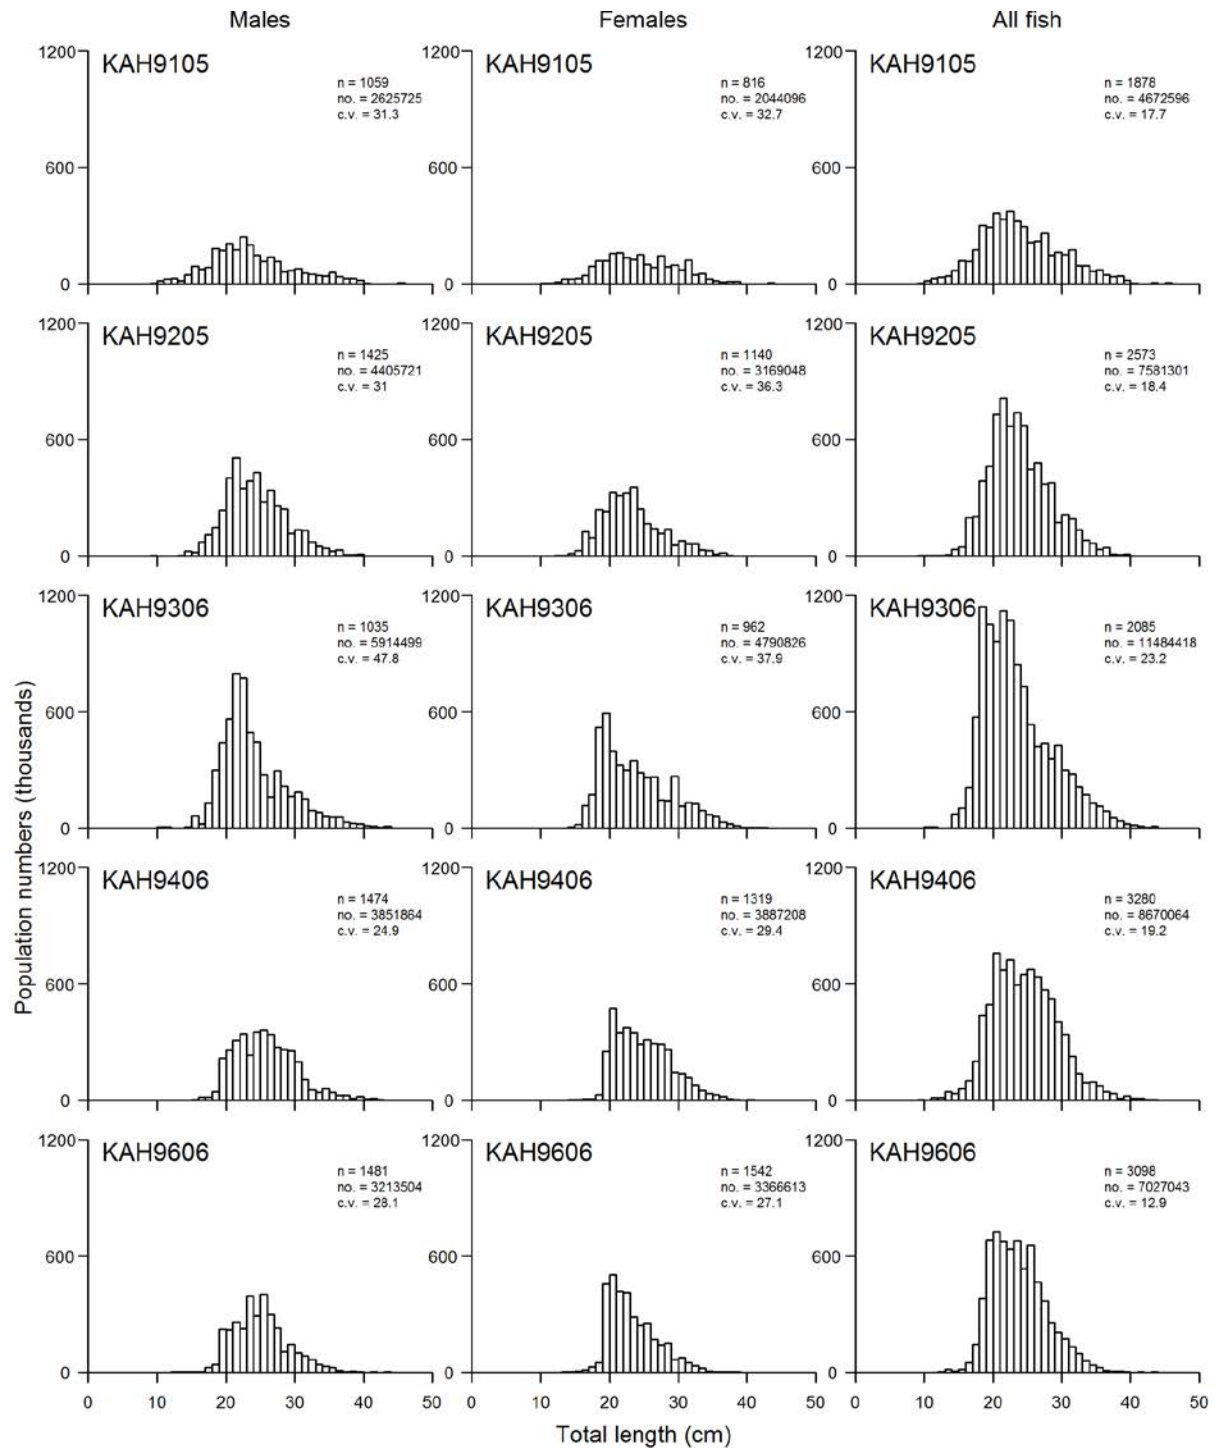 Males Females All fish
1200 1200 1200
KAH9105 KAH9105 KAH9105
n = 1059 n = 816 n = 1878
no. = 2625725 no. = 2044096 no. = 4672596
c.v. = 31.3 c.v. = 32.7 c.v. = 17.7
600 600 600
0 0 0
1200 1200 1200
KAH9205 KAH9205 KAH9205
n = 1425 n = 1140 n = 2573
no. = 4405721 no. = 3169048 no. = 7581301
c.v. = 31 c.v. = 36.3 c.v. = 18.4
600 600 600
0 0 0
1200 1200 1200
KAH9306 KAH9306 KAH9306
n = 1035 n = 962 n = 2085
no. = 5914499 no. = 4790826 no. = 11484418
c.v. = 47.8 c.v. = 37.9 c.v. = 23.2
600 600 600
0 0 0
Population numbers (thousands)
1200 1200 1200
KAH9406 KAH9406 KAH9406
n = 1474 n = 1319 n = 3280
no. = 3851864 no. = 3887208 no. = 8670064
c.v. = 24.9 c.v. = 29.4 c.v. = 19.2
600 600 600
0 0 0
1200 1200 1200
KAH9606 KAH9606 KAH9606
n = 1481 n = 1542 n = 3098
no. = 3213504 no. = 3366613 no. = 7027043
c.v. = 28.1 c.v. = 27.1 c.v. = 12.9
600 600 600
0 0 0
0 10 20 30 40 50 0 10 20 30 40 50 0 10 20 30 40 50
Total length (cm)